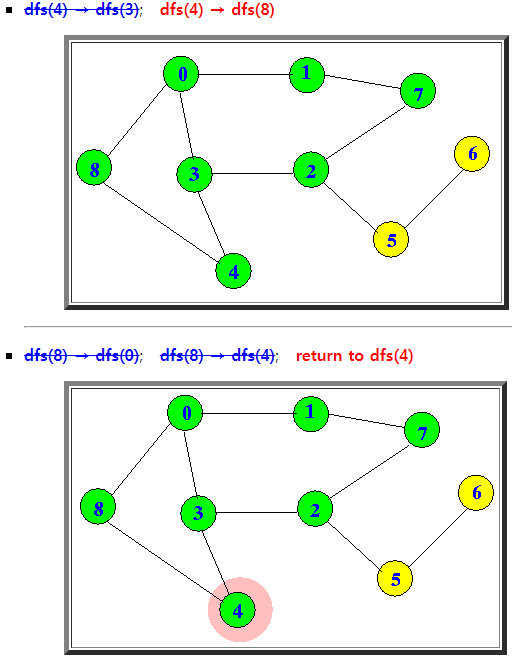 dfs(4) → dfs(3); dfs(4) → dfs(8)
0 1 7
8 3 2 6
5
4
dfs(8) → dfs(0); dfs(8) → dfs(4); return to dfs(4)
0 1 7
8 3 2 6
5
4